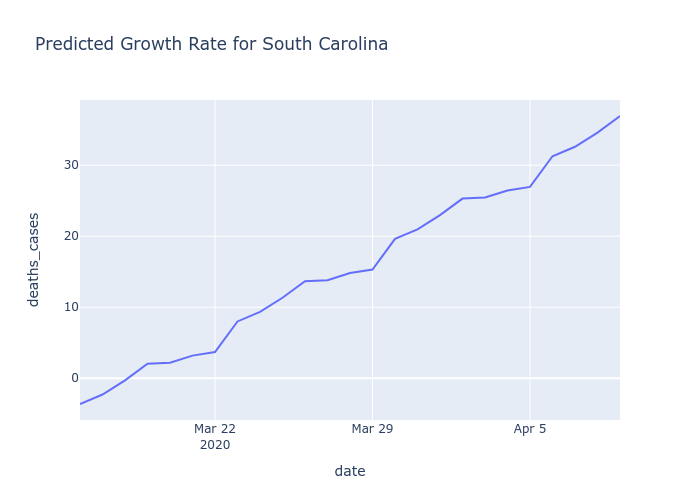 Predicted Growth Rate for South Carolina
deaths_cases
30
20
10
0
Mar 22
2020
Mar 29
Apr 5
date